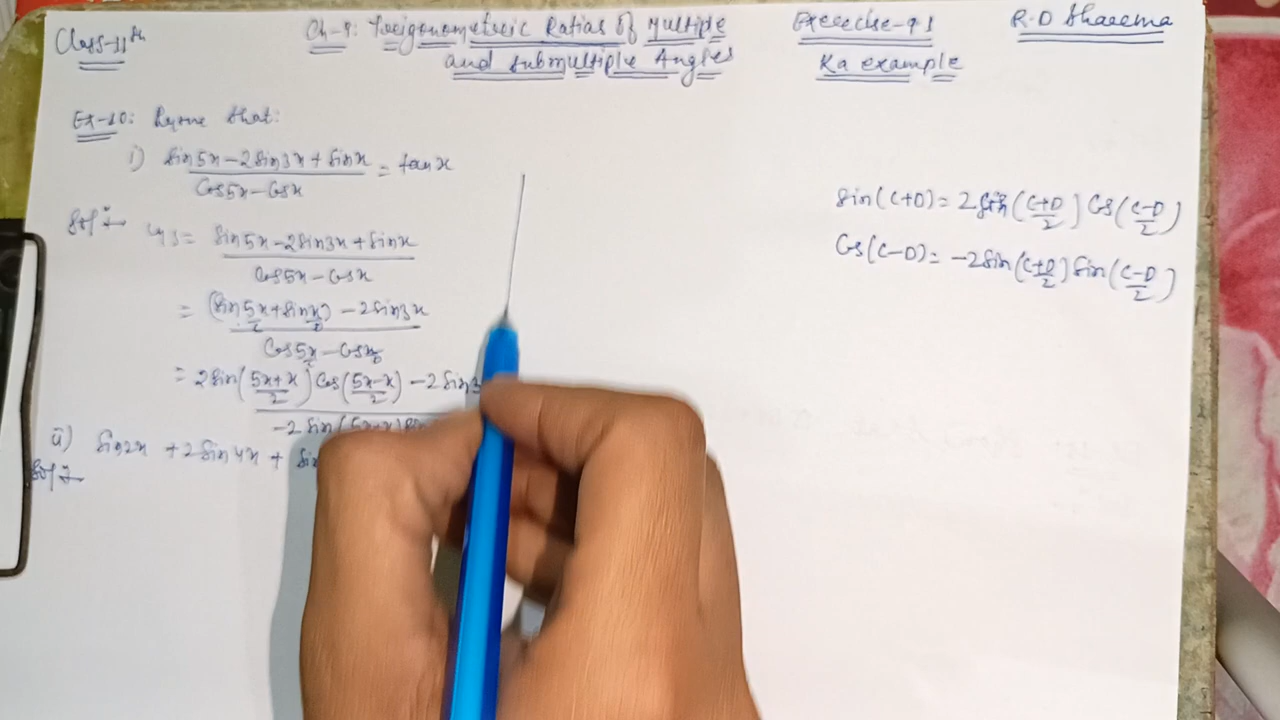 Class-11th
Ch-9: Trigonometric Ratios of Multiple
and submultiple Angles
Exercise-9.1
Ka example
R.D Sharma
Ex-10: Prove that:
i) sin5x-2sin3x+sinx = tanx
cos5x-cosx
Sol:-
LHS = sin5x-2sin3x+sinx
cos5x-cosx
= (sin5x+sinx) -2sin3x
cos5x-cosx
= 2sin(5x+x/2) cos(5x-x/2) -2sin3
-2sin(5x+x)
ii) sin2x +2sin4x + sin
Sol:-
sin(C+D)= 2sin(C+D/2) Cos(C-D/2)
Cos(C-D)= -2sin(C+D/2) sin(C-D/2)